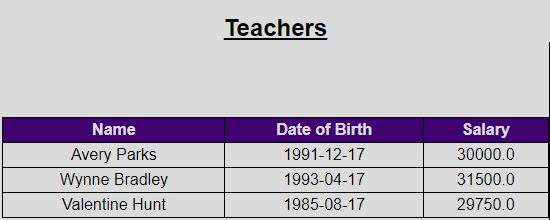 Teachers
Name Date of Birth Salary
Avery Parks 1991-12-17 30000.0
Wynne Bradley 1993-04-17 31500.0
Valentine Hunt 1985-08-17 29750.0